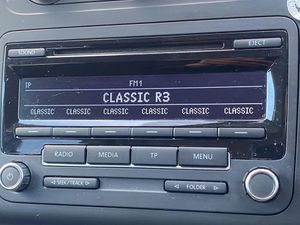 SOUND
EJECT
TP FM1
CLASSIC R3
CLASSIC CLASSIC CLASSIC CLASSIC CLASSIC CLASSIC
RADIO MEDIA TP MENU
SEEK/TRACK FOLDER